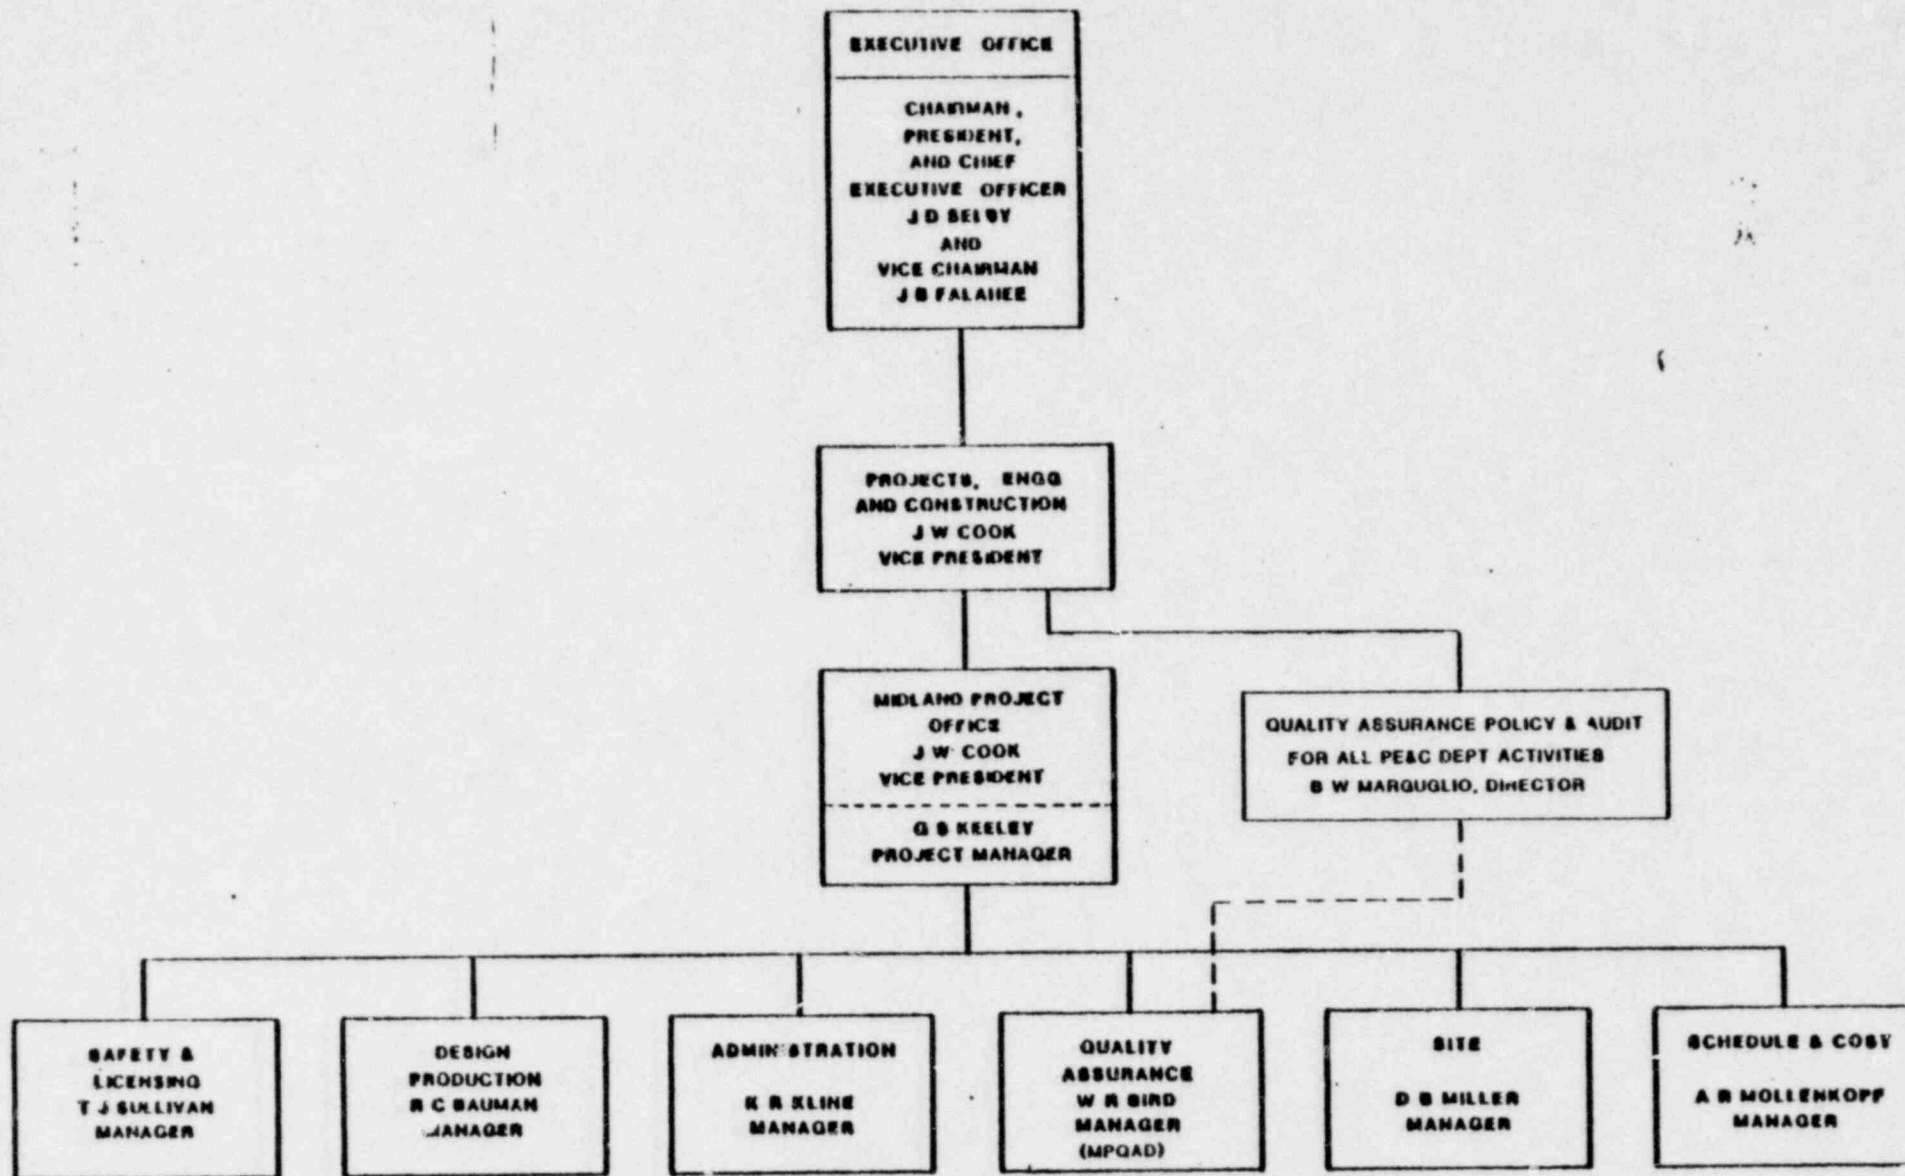 EXECUTIVE OFFICE
CHAIRMAN,
PRESIDENT,
AND CHIEF
EXECUTIVE OFFICER
J D SELBY
AND
VICE CHAIRMAN
J B FALAHEE
PROJECTS, ENGG
AND CONSTRUCTION
J W COOK
VICE PRESIDENT
MIDLAND PROJECT
OFFICE
J W COOK
VICE PRESIDENT
G S KEELEY
PROJECT MANAGER
QUALITY ASSURANCE POLICY & AUDIT
FOR ALL PE&C DEPT ACTIVITIES
B W MARGUGLIO, DIRECTOR
SAFETY &
LICENSING
T J SULLIVAN
MANAGER
DESIGN
PRODUCTION
R C BAUMAN
MANAGER
ADMINISTRATION
K R KLINE
MANAGER
QUALITY
ASSURANCE
W R BIRD
MANAGER
(MPQAD)
SITE
D B MILLER
MANAGER
SCHEDULE & COST
A R MOLLENKOPF
MANAGER